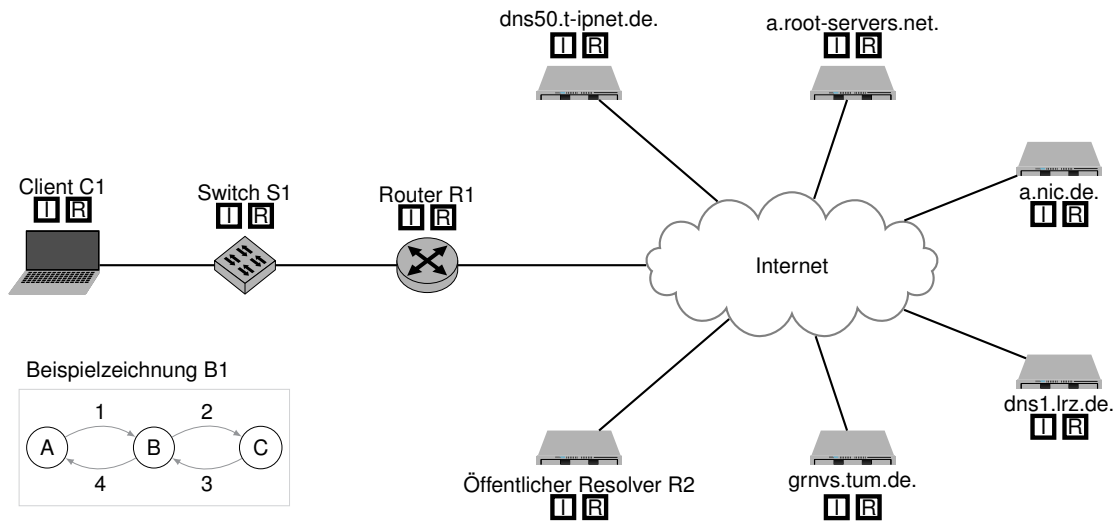 dns50.t-ipnet.de.
I R
a.root-servers.net.
I R
Client C1
I R
Switch S1
I R
Router R1
I R
a.nic.de.
I R
Internet
Beispielzeichnung B1
1 2
A B C
4 3
dns1.lrz.de.
I R
Öffentlicher Resolver R2
I R
grnvs.tum.de.
I R